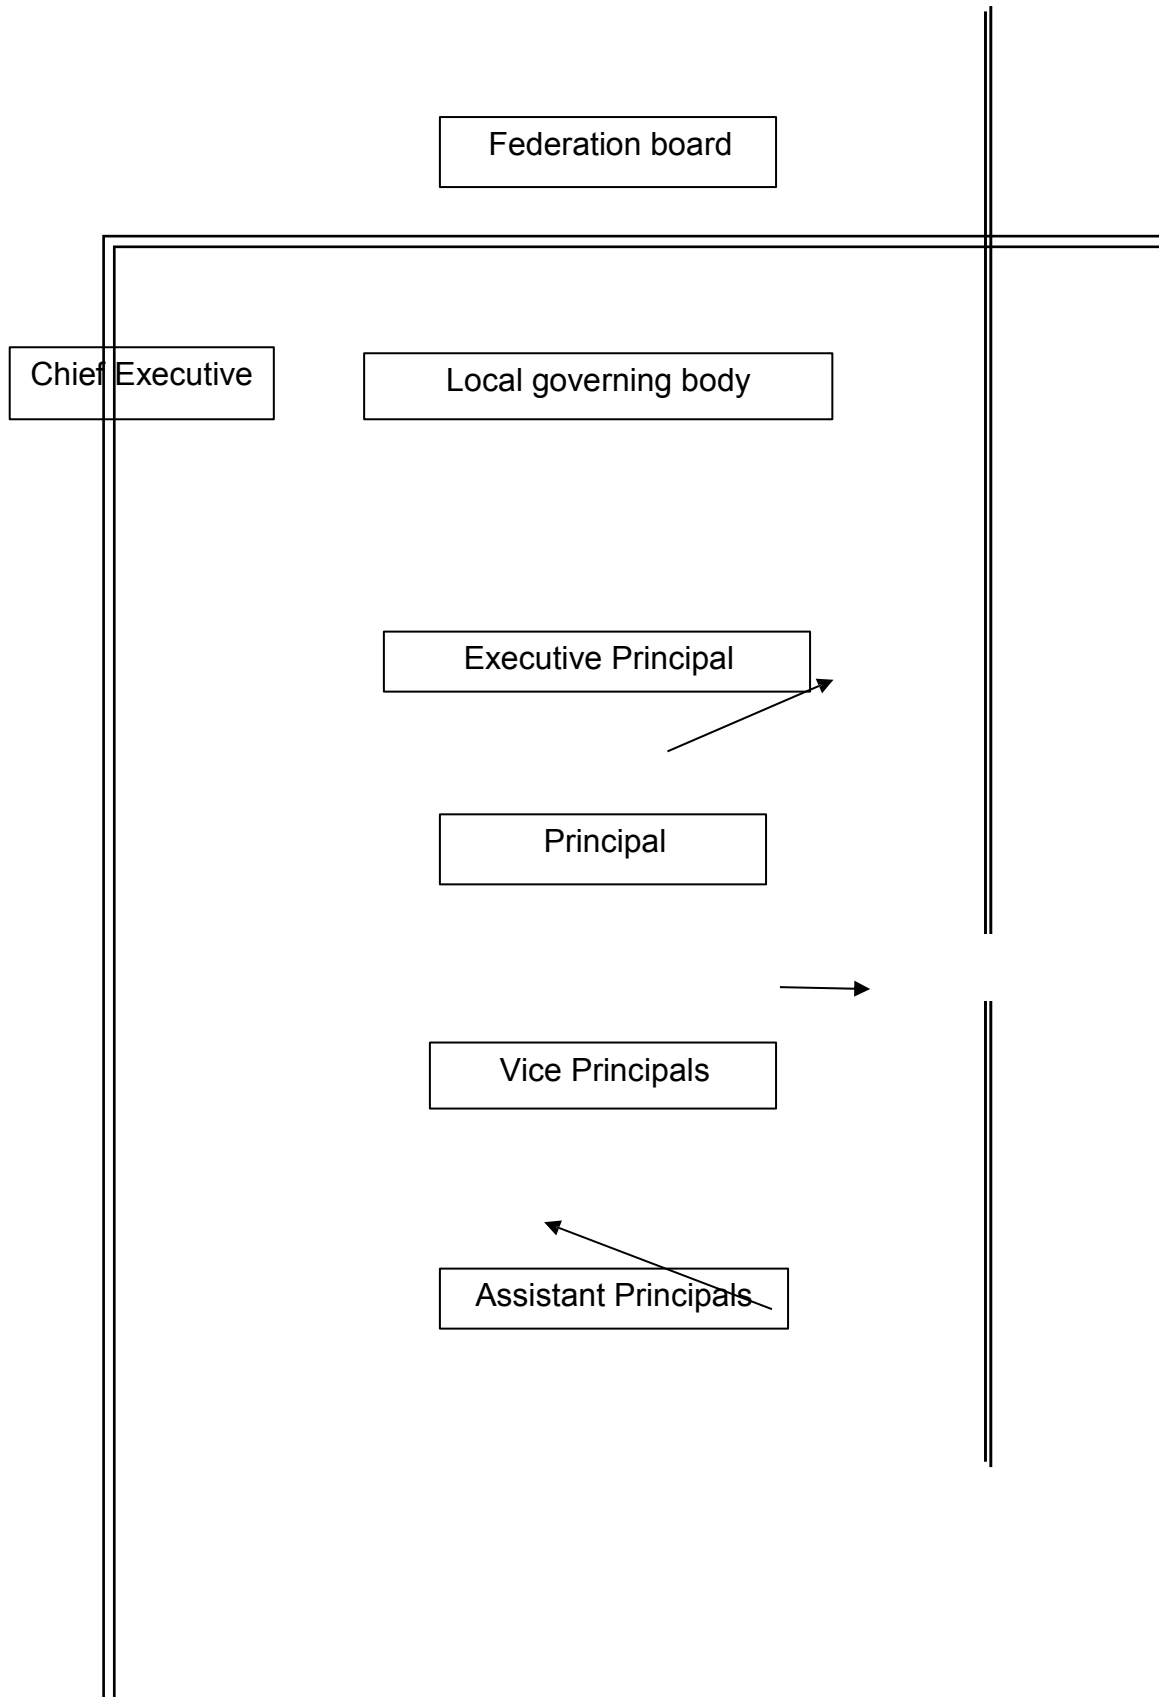 Federation board
Chief Executive
Local governing body
Executive Principal
Principal
Vice Principals
Assistant Principals